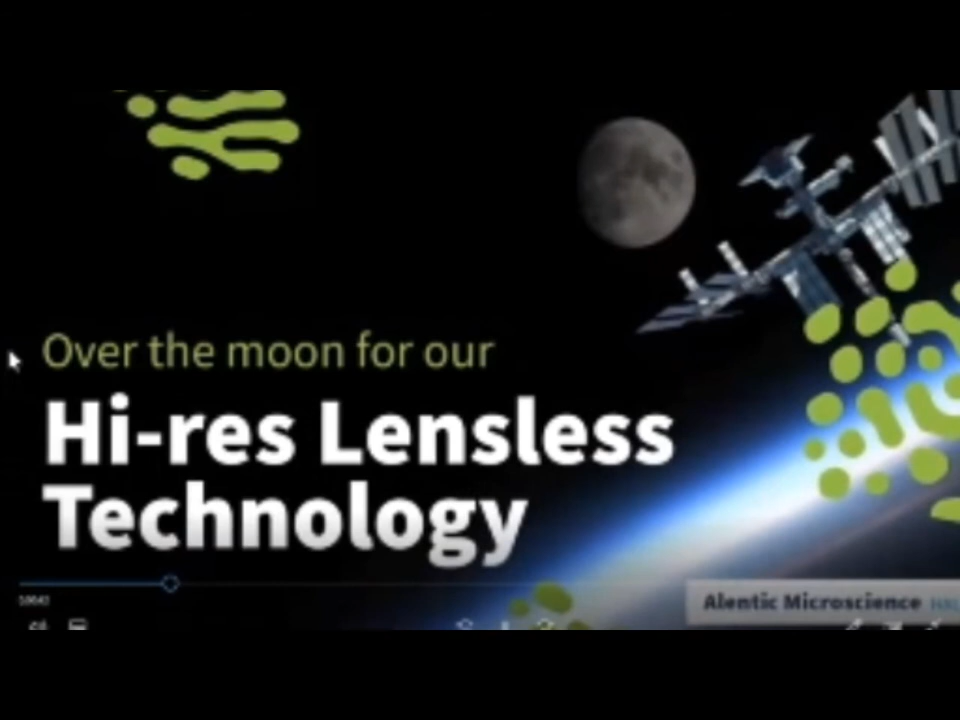 Over the moon for our
Hi-res Lensless
Technology
Alentic Microscience